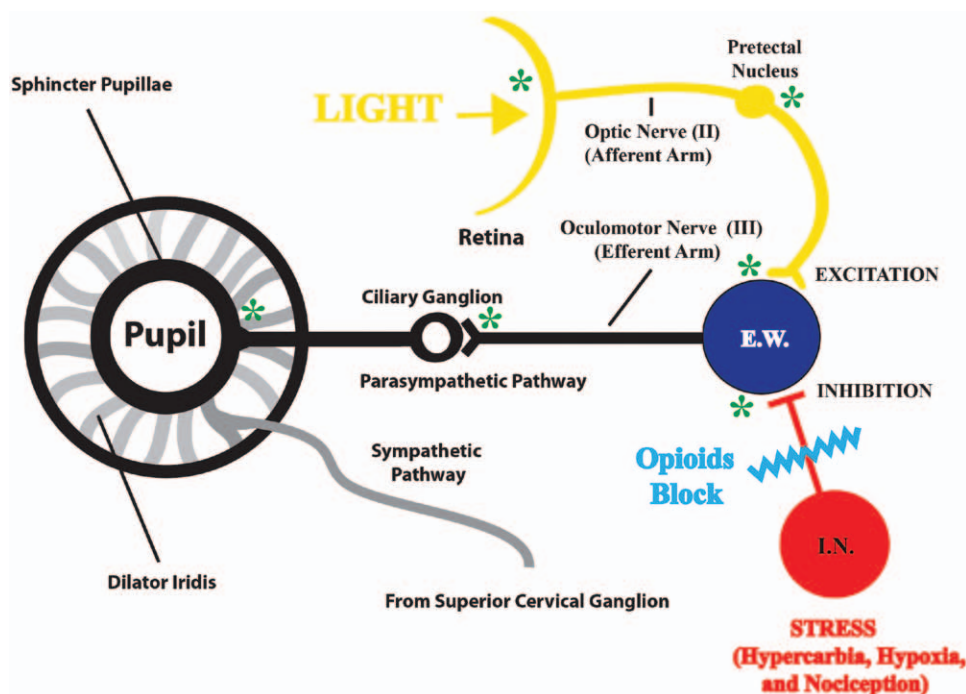 Sphincter Pupillae
LIGHT
Pretectal
Nucleus
Optic Nerve (II)
(Afferent Arm)
Retina
Oculomotor Nerve (III)
(Efferent Arm)
Ciliary Ganglion
EXCITATION
Pupil
E.W.
Parasympathetic Pathway
INHIBITION
Sympathetic
Pathway
Opioids
Block
I.N.
Dilator Iridis
From Superior Cervical Ganglion
STRESS
(Hypercarbia, Hypoxia,
and Nociception)